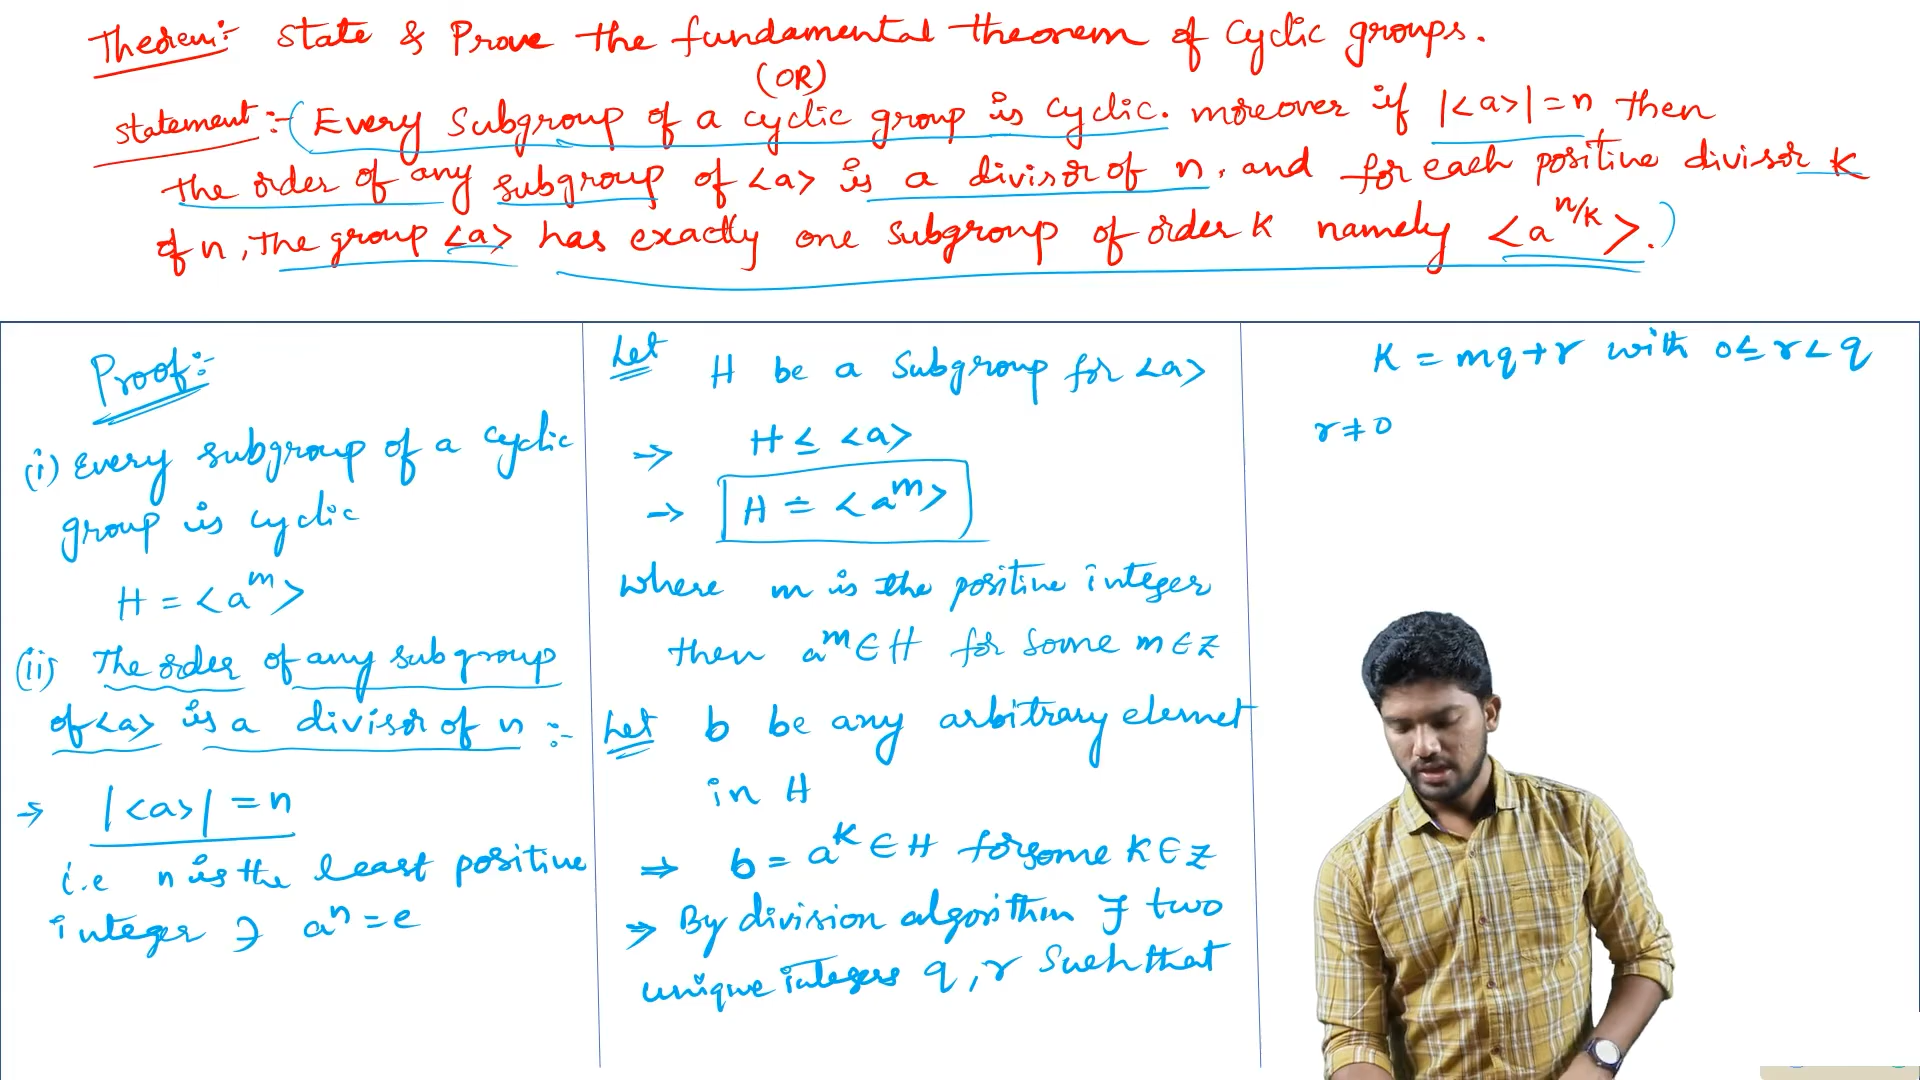 Theorem:- State & Prove the fundamental theorem of Cyclic groups.
(OR)
Statement:- (Every Subgroup of a cyclic group is cyclic. moreover if |<a>| = n then
the order of any subgroup of <a> is a divisor of n, and for each positive divisor K
of n, the group <a> has exactly one subgroup of order K namely <a^n/K>.)
Proof:-
(i) Every subgroup of a cyclic
group is cyclic
H = <a^m>
(ii) The order of any subgroup
of <a> is a divisor of n :-
→ |<a>| = n
i.e n is the least positive
integer ∋ a^n = e
Let H be a Subgroup for <a>
→ H ≤ <a>
→ H = <a^m>
where m is the positive integer
then a^m ∈ H for some m ∈ Z
Let b be any arbitrary elemet
in H
⇒ b = a^K ∈ H for some K ∈ Z
⇒ By division algorithm ∃ two
unique integers q, r Such that
K = mq + r with 0 ≤ r < q
r ≠ 0